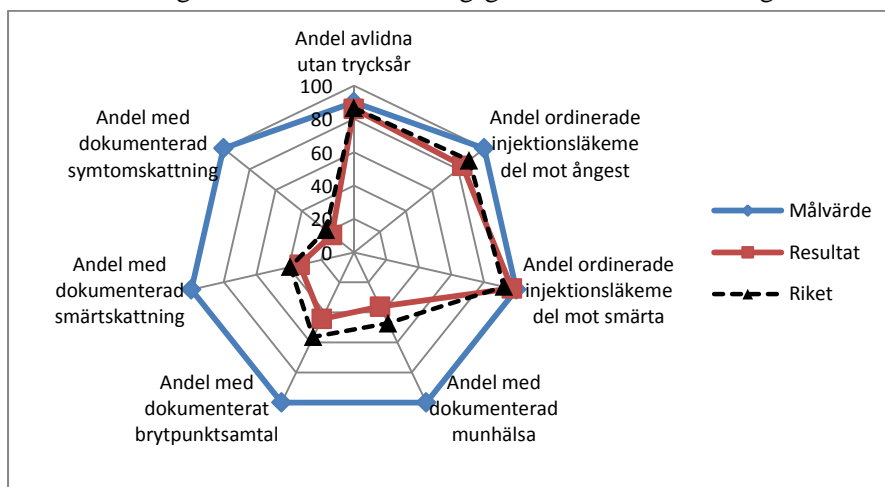 Andel avlidna
utan trycksår
100
80
60
40
20
0
Andel ordinerade
injektionsläkeme
del mot ångest
Andel ordinerade
injektionsläkeme
del mot smärta
Andel med
dokumenterad
munhälsa
Andel med
dokumenterat
brytpunktsamtal
Andel med
dokumenterad
smärtskattning
Andel med
dokumenterad
symtomskattning
Målvärde
Resultat
Riket